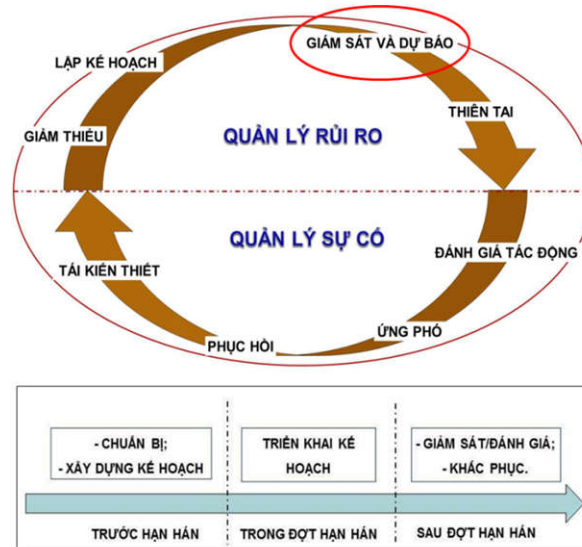 GIÁM SÁT VÀ DỰ BÁO
LẬP KẾ HOẠCH
THIÊN TAI
GIẢM THIỂU
QUẢN LÝ RỦI RO
QUẢN LÝ SỰ CỐ
ĐÁNH GIÁ TÁC ĐỘNG
TÁI KIẾN THIẾT
ỨNG PHÓ
PHỤC HỒI
- CHUẨN BỊ;
- XÂY DỰNG KẾ HOẠCH
TRIỂN KHAI KẾ
HOẠCH
- GIÁM SÁT/ĐÁNH GIÁ;
- KHẮC PHỤC.
TRƯỚC HẠN HÁN
TRONG ĐỢT HẠN HÁN
SAU ĐỢT HẠN HÁN